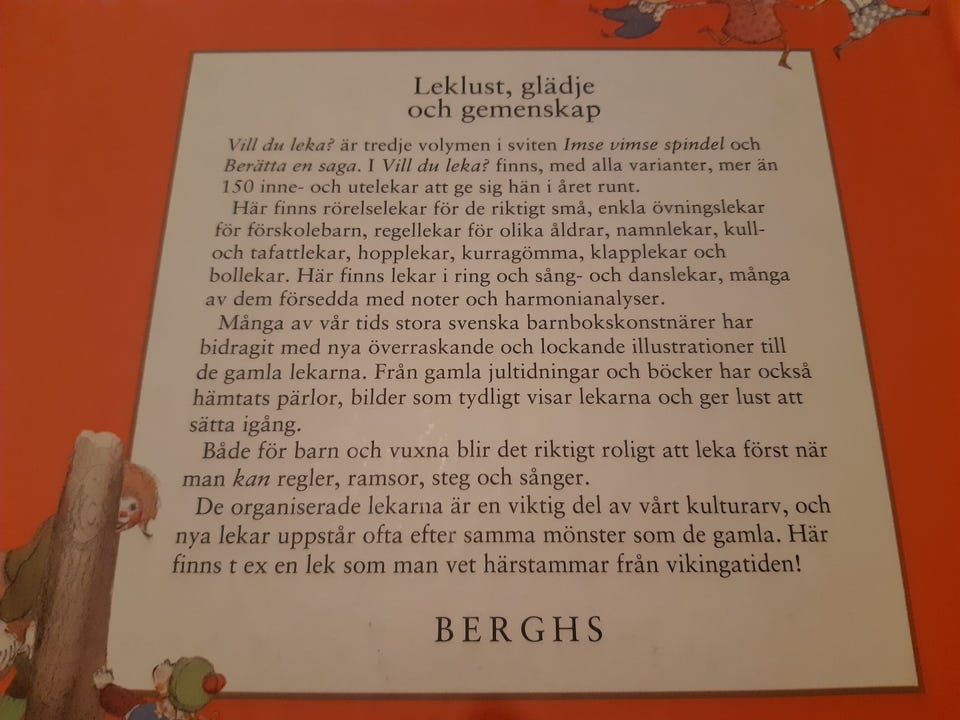 Leklust, glädje
och gemenskap
Vill du leka? är tredje volymen i sviten Imse vimse spindel och
Berätta en saga. I Vill du leka? finns, med alla varianter, mer än
150 inne- och utelekar att ge sig hän i året runt.
Här finns rörelselekar för de riktigt små, enkla övningslekar
för förskolebarn, regellekar för olika åldrar, namnlekar, kull-
och tafattlekar, hopplekar, kurragömma, klapplekar och
bollekar. Här finns lekar i ring och sång- och danslekar, många
av dem försedda med noter och harmonianalyser.
Många av vår tids stora svenska barnbokskonstnärer har
bidragit med nya överraskande och lockande illustrationer till
de gamla lekarna. Från gamla jultidningar och böcker har också
hämtats pärlor, bilder som tydligt visar lekarna och ger lust att
sätta igång.
Både för barn och vuxna blir det riktigt roligt att leka först när
man kan regler, ramsor, steg och sånger.
De organiserade lekarna är en viktig del av vårt kulturarv, och
nya lekar uppstår ofta efter samma mönster som de gamla. Här
finns t ex en lek som man vet härstammar från vikingatiden!
BERGHS